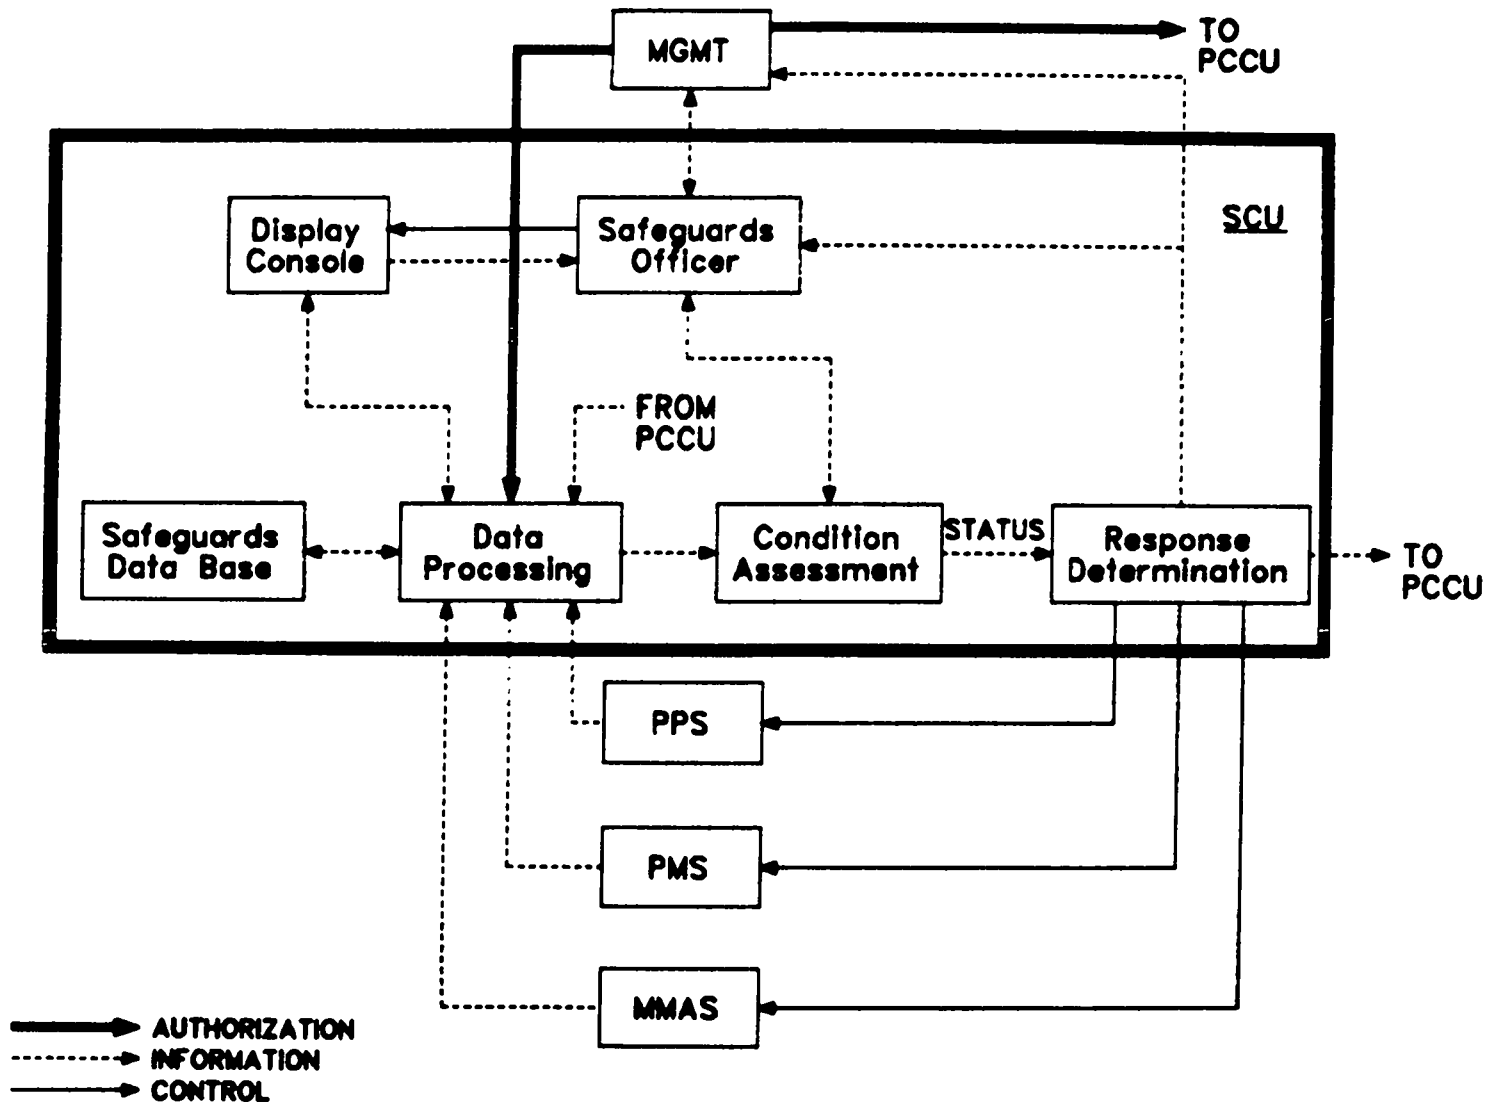 MGMT
TO
PCCU
SCU
Display
Console
Safeguards
Officer
FROM
PCCU
Safeguards
Data Base
Data
Processing
Condition
Assessment
STATUS
Response
Determination
TO
PCCU
PPS
PMS
MMAS
AUTHORIZATION
INFORMATION
CONTROL